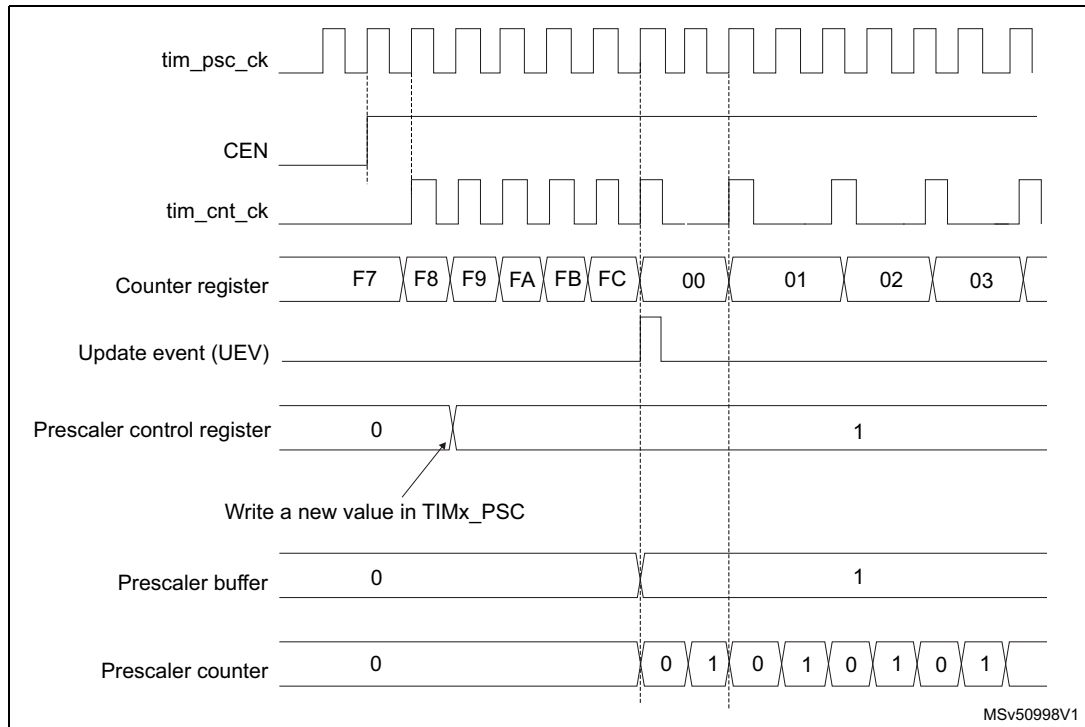 tim_psc_ck
CEN
tim_cnt_ck
Counter register F7 F8 F9 FA FB FC 00 01 02 03
Update event (UEV)
Prescaler control register 0 1
Write a new value in TIMx_PSC
Prescaler buffer 0 1
Prescaler counter 0 0 1 0 1 0 1 0 1
MSv50998V1